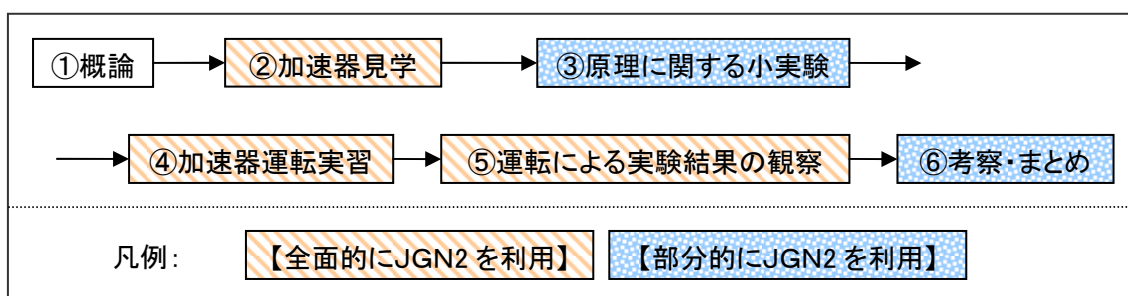 ①概論 ②加速器見学 ③原理に関する小実験
④加速器運転実習 ⑤運転による実験結果の観察 ⑥考察・まとめ
凡例: 【全面的にJGN2を利用】 【部分的にJGN2を利用】